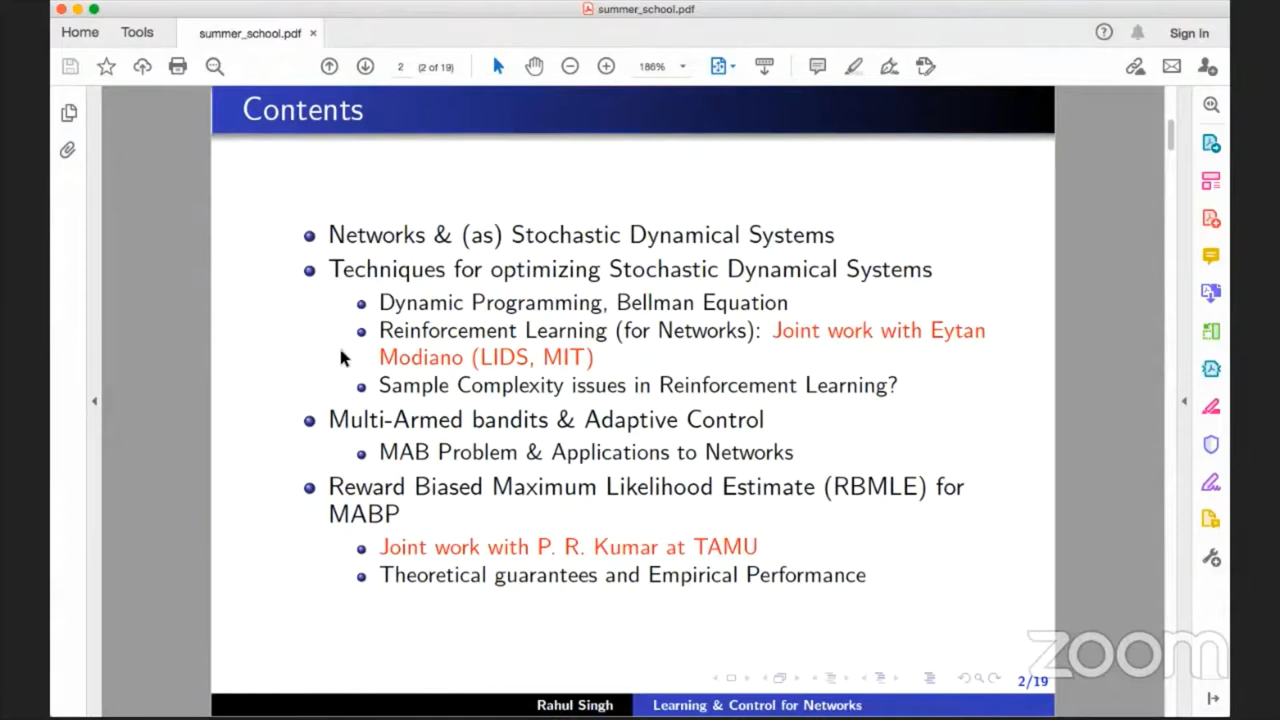 summer_school.pdf
Home Tools summer_school.pdf × Sign In
2 (2 of 19) 186%
Contents
Networks & (as) Stochastic Dynamical Systems
Techniques for optimizing Stochastic Dynamical Systems
Dynamic Programming, Bellman Equation
Reinforcement Learning (for Networks): Joint work with Eytan
Modiano (LIDS, MIT)
Sample Complexity issues in Reinforcement Learning?
Multi-Armed bandits & Adaptive Control
MAB Problem & Applications to Networks
Reward Biased Maximum Likelihood Estimate (RBMLE) for
MABP
Joint work with P. R. Kumar at TAMU
Theoretical guarantees and Empirical Performance
zoom
2/19
Rahul Singh Learning & Control for Networks